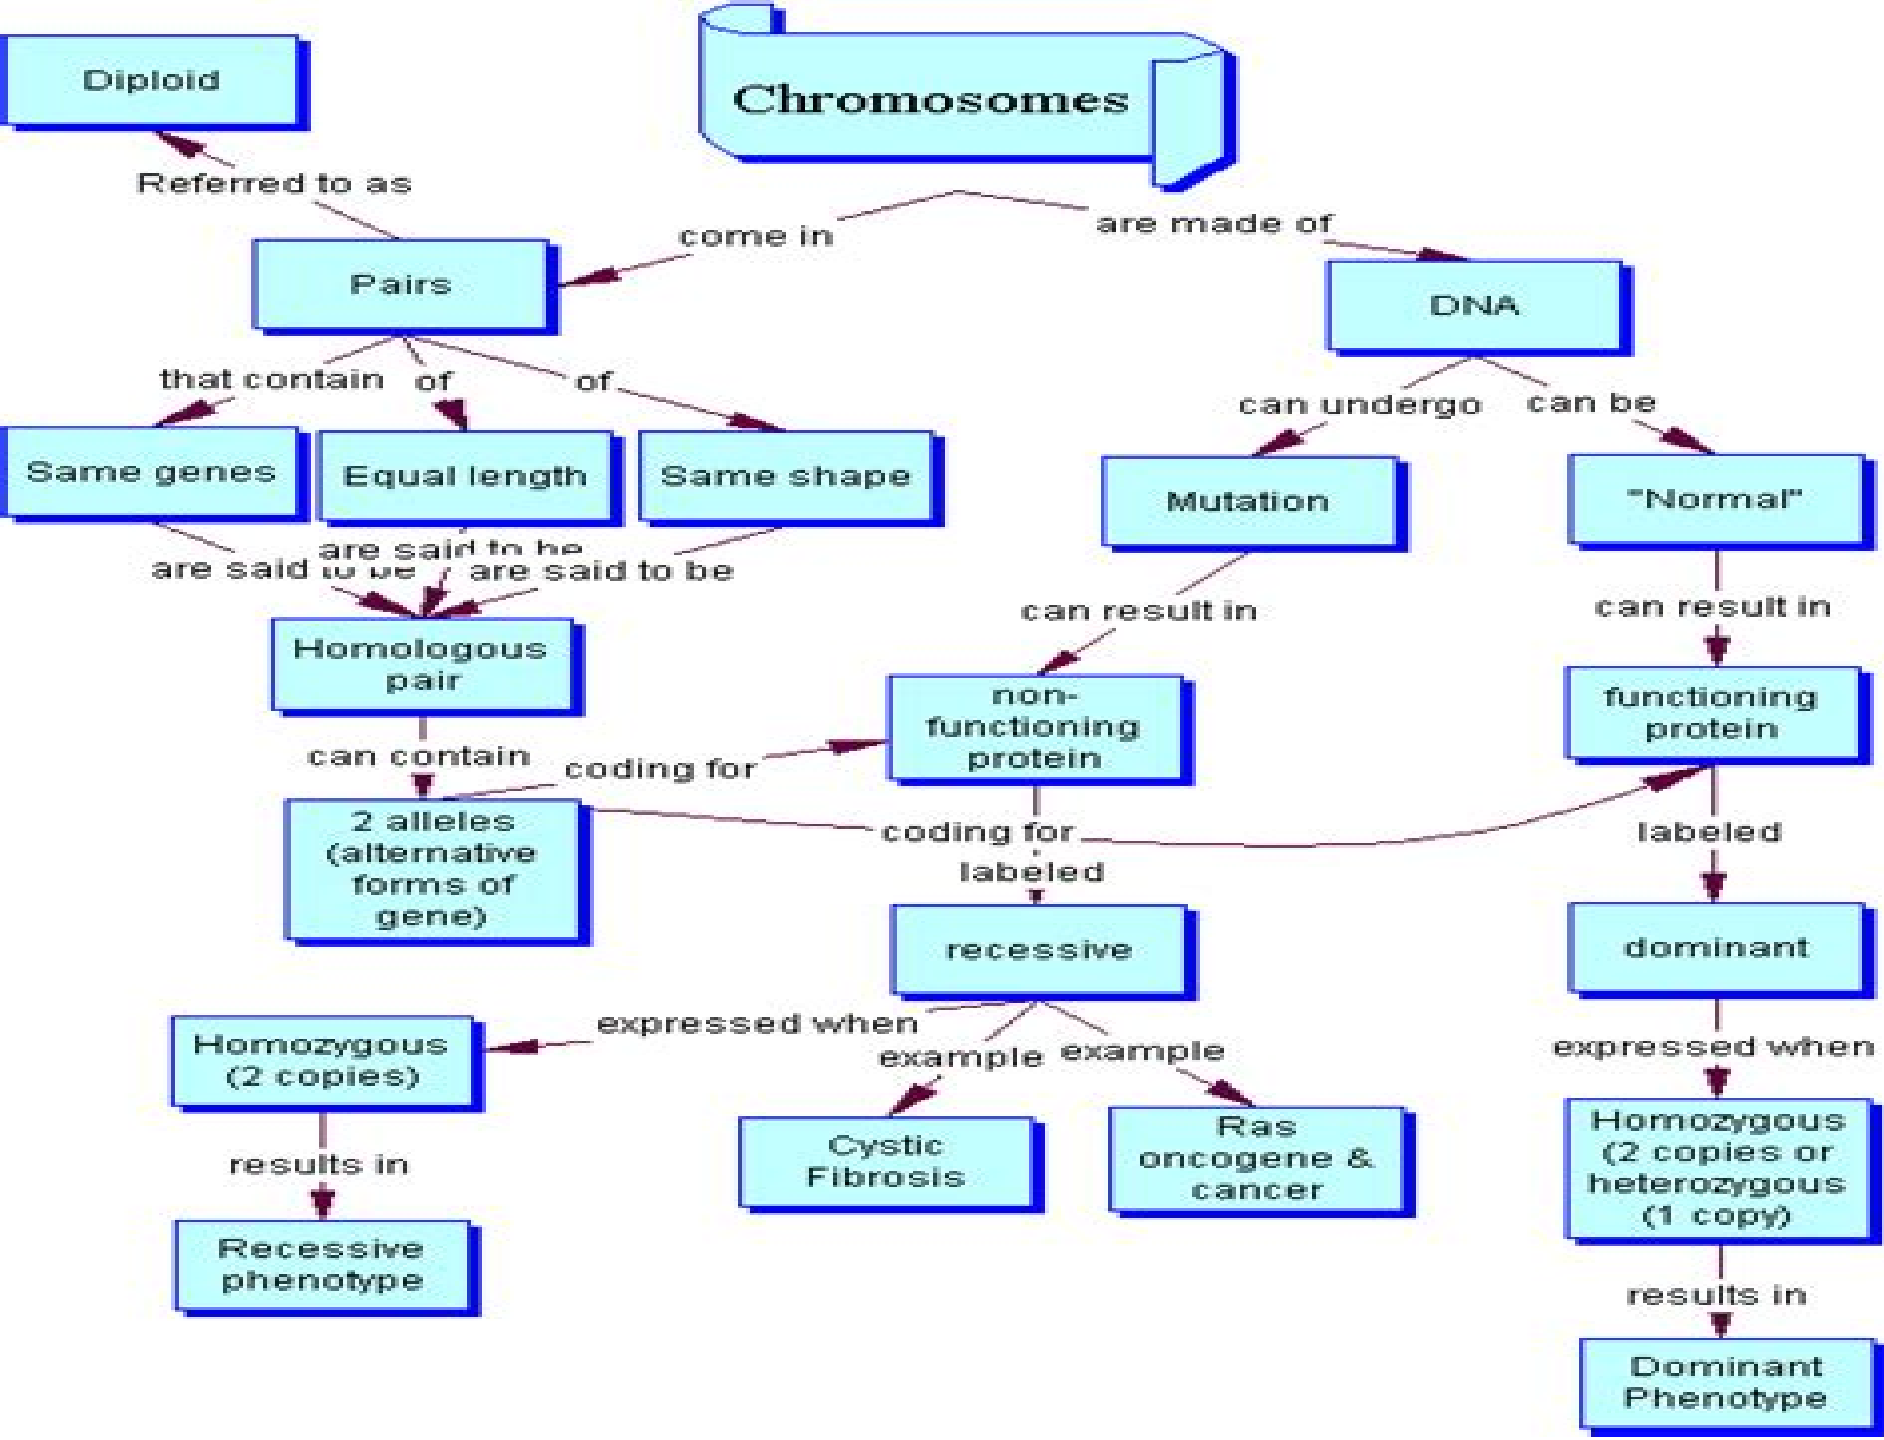 Diploid
Chromosomes
Referred to as
come in
are made of
Pairs
DNA
that contain
of
of
can undergo
can be
Same genes
Equal length
Same shape
Mutation
"Normal"
are said to be
are said to be
are said to be
can result in
can result in
Homologous
pair
non-
functioning
protein
functioning
protein
can contain
coding for
2 alleles
(alternative
forms of
gene)
coding for
labeled
labeled
recessive
dominant
expressed when
example
example
expressed when
Homozygous
(2 copies)
Cystic
Fibrosis
Ras
oncogene &
cancer
Homozygous
(2 copies or
heterozygous
(1 copy)
results in
Recessive
phenotype
results in
Dominant
Phenotype